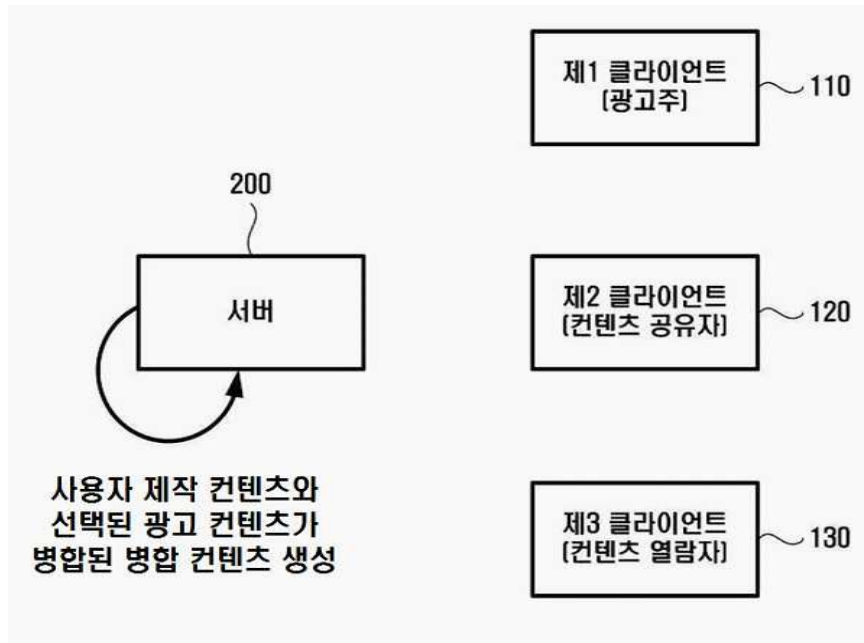 제1 클라이언트
(광고주)
110
200
서버
제2 클라이언트
(컨텐츠 공유자)
120
사용자 제작 컨텐츠와
선택된 광고 컨텐츠가
병합된 병합 컨텐츠 생성
제3 클라이언트
(컨텐츠 열람자)
130